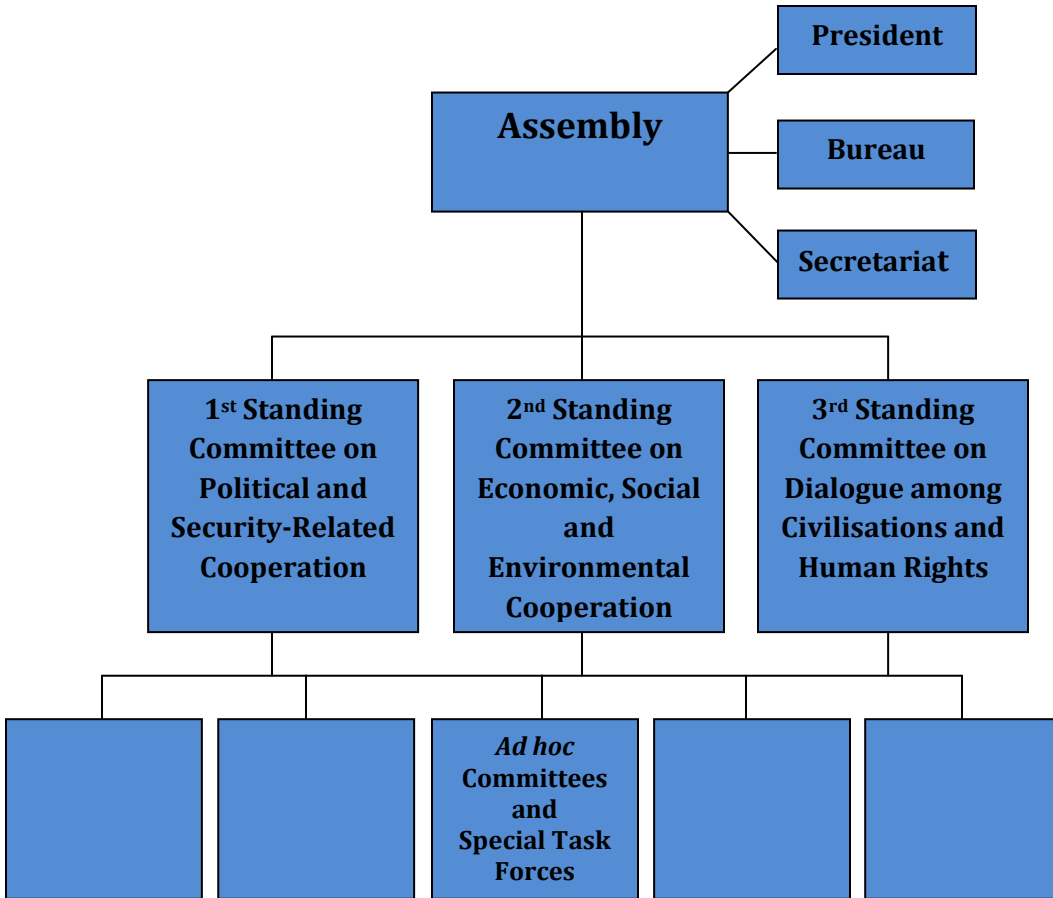 President
Assembly
Bureau
Secretariat
1st Standing
Committee on
Political and
Security-Related
Cooperation
2nd Standing
Committee on
Economic, Social
and
Environmental
Cooperation
3rd Standing
Committee on
Dialogue among
Civilisations and
Human Rights
Ad hoc
Committees
and
Special Task
Forces